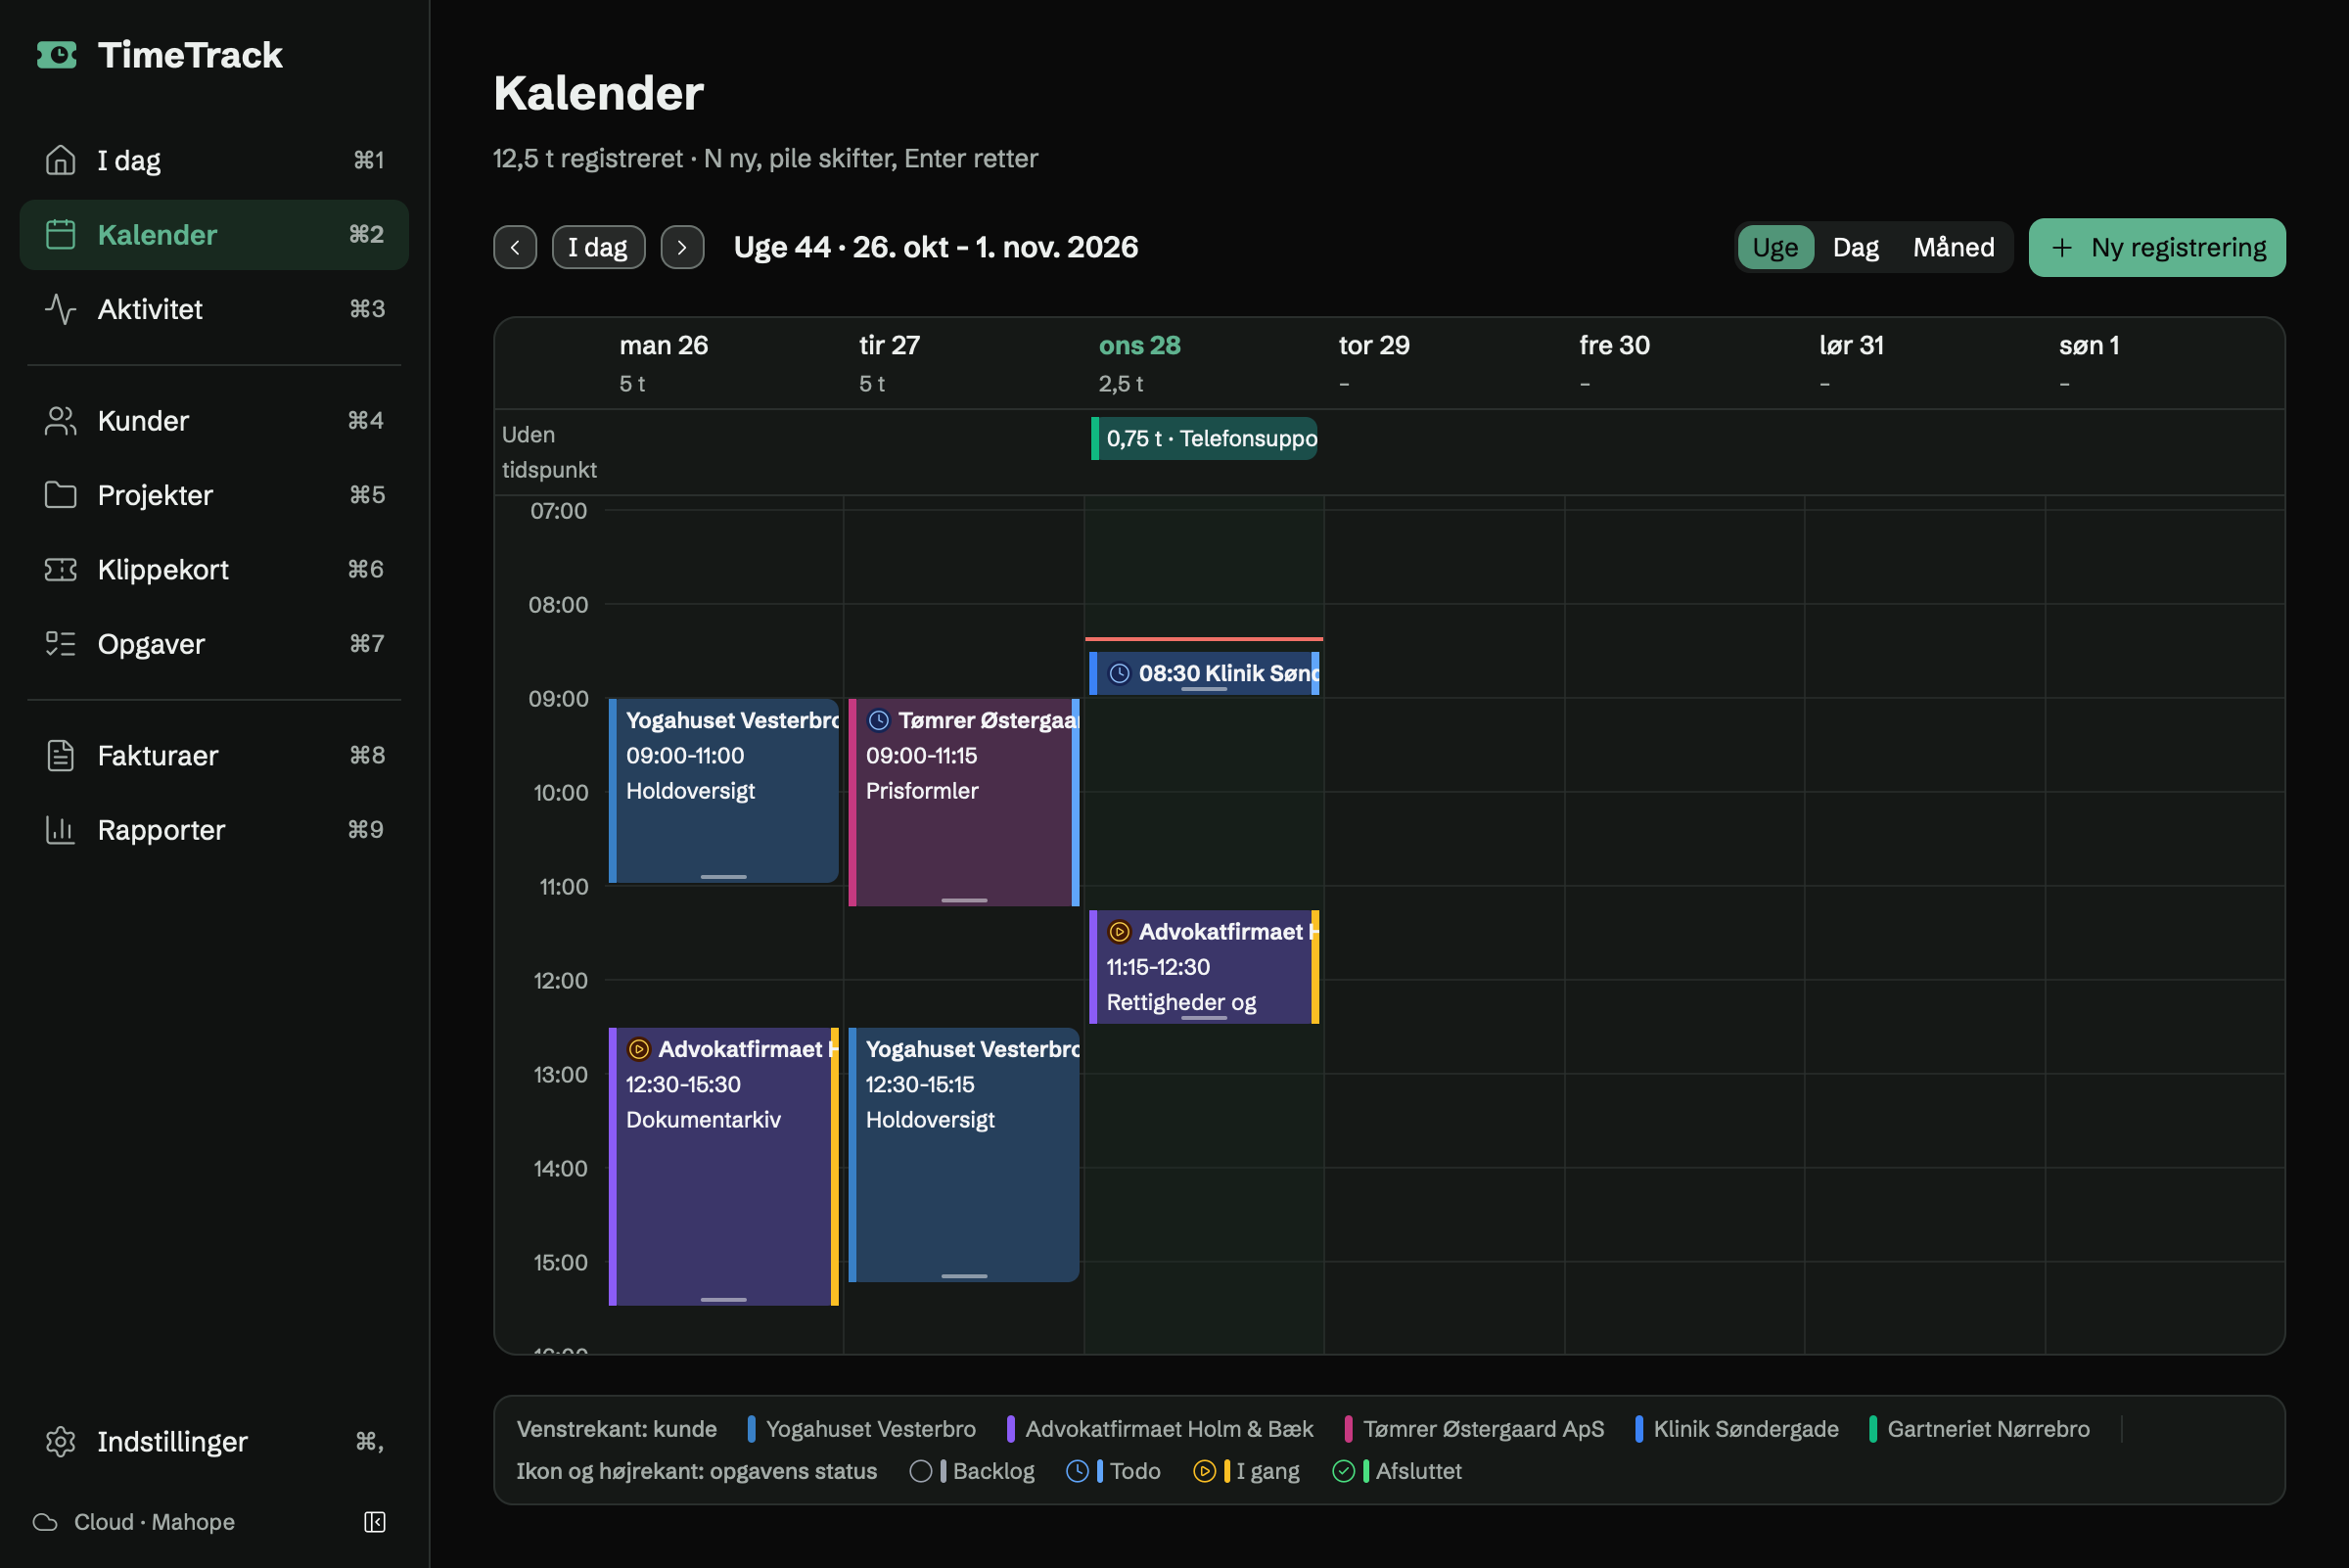 TimeTrack
I dag ⌘1
Kalender ⌘2
Aktivitet ⌘3
Kunder ⌘4
Projekter ⌘5
Klippekort ⌘6
Opgaver ⌘7
Fakturaer ⌘8
Rapporter ⌘9
Indstillinger ⌘,
Cloud · Mahope
Kalender
12,5 t registreret · N ny, pile skifter, Enter retter
I dag
Uge 44 · 26. okt - 1. nov. 2026
Uge Dag Måned
+ Ny registrering
man 26 tir 27 ons 28 tor 29 fre 30 lør 31 søn 1
5 t 5 t 2,5 t - - - -
Uden
tidspunkt
0,75 t · Telefonsuppo
07:00
08:00
09:00
10:00
11:00
12:00
13:00
14:00
15:00
Yogahuset Vesterbro
09:00-11:00
Holdoversigt
Advokatfirmaet H
12:30-15:30
Dokumentarkiv
Tømrer Østergaa
09:00-11:15
Prisformler
Yogahuset Vesterbro
12:30-15:15
Holdoversigt
08:30 Klinik Sønd
Advokatfirmaet H
11:15-12:30
Rettigheder og
Venstrekant: kunde Yogahuset Vesterbro Advokatfirmaet Holm & Bæk Tømrer Østergaard ApS Klinik Søndergade Gartneriet Nørrebro
Ikon og højrekant: opgavens status Backlog Todo I gang Afsluttet